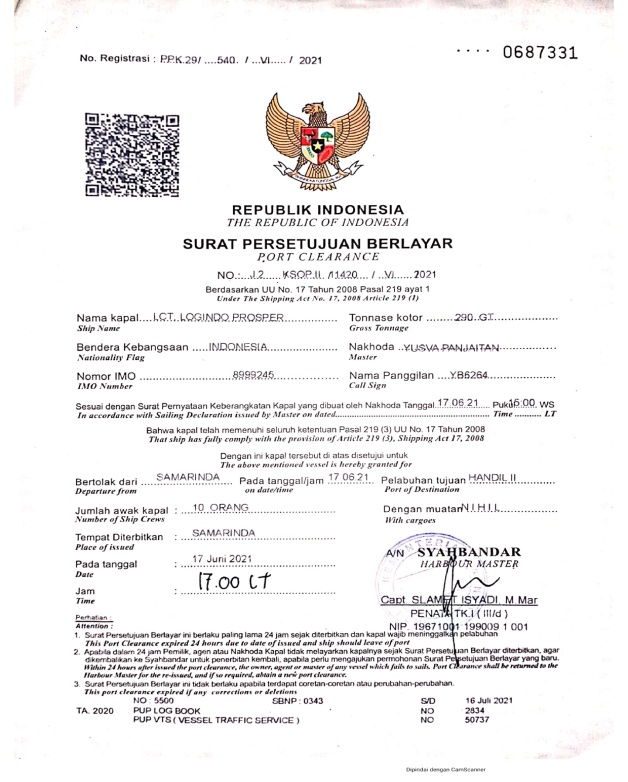 No. Registrasi : P.P.K.29/ ....540. / ...VI..... / 2021
.... 0687331
REPUBLIK INDONESIA
THE REPUBLIC OF INDONESIA
SURAT PERSETUJUAN BERLAYAR
PORT CLEARANCE
NO.:...J.2..... KSOP.II. /1420.... / ...VI......2021
Berdasarkan UU No. 17 Tahun 2008 Pasal 219 ayat 1
Under The Shipping Act No. 17, 2008 Article 219 (1)
Nama kapal....LCT. LOGINDO PROSPER............... Tonnase kotor ........290. GT...................
Ship Name Gross Tonnage
Bendera Kebangsaan ....INDONESIA...................... Nakhoda ..YUSVA PANJAITAN.................
Nationality Flag Master
Nomor IMO ........................8999245........................ Nama Panggilan ....YB6264....................
IMO Number Call Sign
Sesuai dengan Surat Pernyataan Keberangkatan Kapal yang dibuat oleh Nakhoda Tanggal 17.06.21 ..... Pukul 15:00. WS
In accordance with Sailing Declaration issued by Master on dated.................................................... Time ........... LT
Bahwa kapal telah memenuhi seluruh ketentuan Pasal 219 (3) UU No. 17 Tahun 2008
That ship has fully comply with the provision of Article 219 (3), Shipping Act 17, 2008
Dengan ini kapal tersebut di atas disetujui untuk
The above mentioned vessel is hereby granted for
Bertolak dari ....SAMARINDA.... Pada tanggal/jam 17 06 21.. Pelabuhan tujuan HANDIL II..........
Departure from on date/time Port of Destination
Jumlah awak kapal : ....10 ORANG.................................... Dengan muatan N I H I L.....................
Number of Ship Crews With cargoes
Tempat Diterbitkan : ....SAMARINDA....................................
Place of issued
A/N SYAHBANDAR
HARBOUR MASTER
Pada tanggal : ....17 Juni 2021....................................
Date
Jam : 17.00 LT
Time
Capt. SLAMET ISYADI, M Mar
PENATA TK.I ( III/d )
NIP. 19671001 199009 1 001
Perhatian :
Attention :
1. Surat Persetujuan Berlayar ini berlaku paling lama 24 jam sejak diterbitkan dan kapal wajib meninggalkan pelabuhan
This Port Clearance expired 24 hours due to date of issued and ship should leave of port
2. Apabila dalam 24 jam Pemilik, agen atau Nakhoda Kapal tidak melayarkan kapalnya sejak Surat Persetujuan Berlayar diterbitkan, agar
dikembalikan ke Syahbandar untuk penerbitan kembali, apabila perlu mengajukan permohonan Surat Persetujuan Berlayar yang baru.
Within 24 hours after issued the port clearance, the owner, agent or master of any vessel which fails to sails. Port Clearance shall be returned to the
Harbour Master for the re-issued, and if so required, abtain a new port clearance.
3. Surat Persetujuan Berlayar ini tidak berlaku apabila terdapat coretan-coretan atau perubahan-perubahan.
This port clearance expired if any corrections or deletions
NO : 5500 SBNP : 0343 S/D 16 Juli 2021
TA. 2020 PUP LOG BOOK NO 2834
PUP VTS ( VESSEL TRAFFIC SERVICE ) NO 50737
Dipindai dengan CamScanner